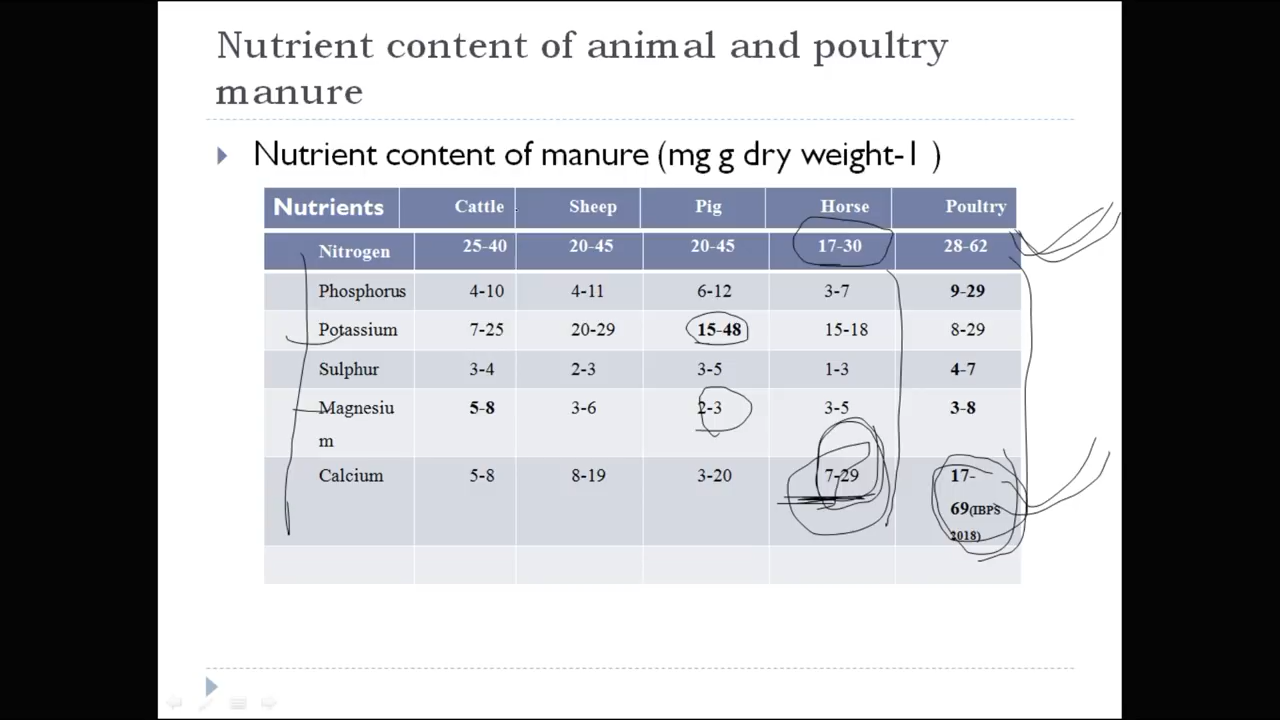 Nutrient content of animal and poultry
manure
Nutrient content of manure (mg g dry weight-1 )
Nutrients Cattle Sheep Pig Horse Poultry
Nitrogen 25-40 20-45 20-45 17-30 28-62
Phosphorus 4-10 4-11 6-12 3-7 9-29
Potassium 7-25 20-29 15-48 15-18 8-29
Sulphur 3-4 2-3 3-5 1-3 4-7
Magnesiu 5-8 3-6 2-3 3-5 3-8
m
Calcium 5-8 8-19 3-20 7-29 17-
69(IBPS
2018)